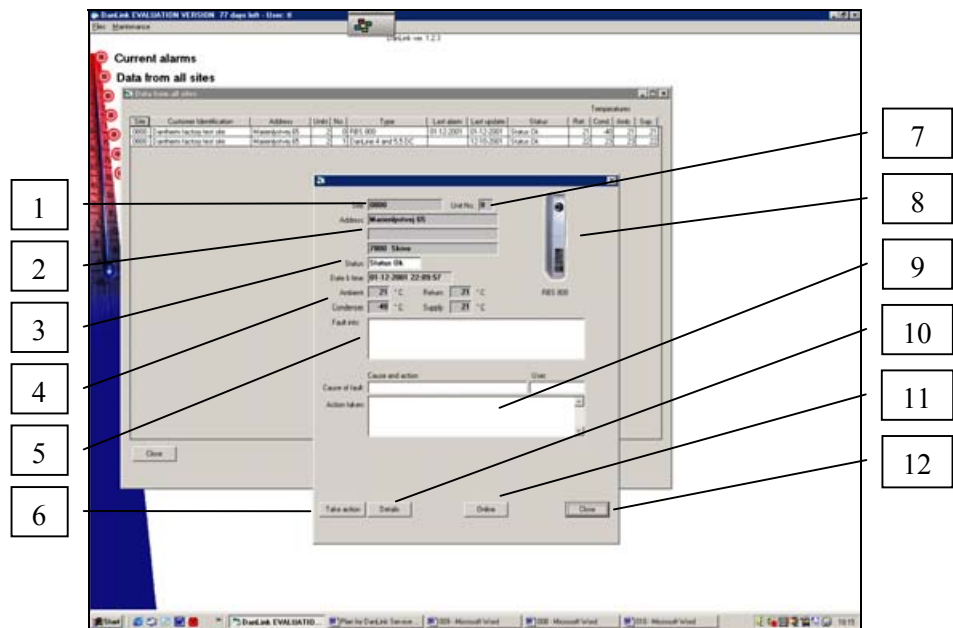 DanLink EVALUATION VERSION 77 days left - User: 6
Files Maintenance
DanLink ver. 1.2.3
Current alarms
Data from all sites
Data from all sites
Temperatures
Site Customer Identification Address Units No. Type Last alarm Last update Status Ret. Cond. Amb. Sup.
0000 Dantherm factory test site Marienlystvej 65 2 0 RBS 800 01-12-2001 01-12-2001 Status Ok 21 -40 21 21
0000 Dantherm factory test site Marienlystvej 65 2 1 DanLine 4 and 5,5 DC 12-10-2001 Status Ok 22 23 23 22
Site: 0000 Unit No. 0
Address: Marienlystvej 65
7800 Skive
Status: Status Ok
Date & time: 01-12-2001 22:09:57
Ambient: 21 °C Return: 21 °C
Condenser: -40 °C Supply: 21 °C
RBS 800
Fault info:
Cause and action User:
Cause of fault:
Action taken:
Take action Details Online Close
Close
1
2
3
4
5
6
7
8
9
10
11
12
Start DanLink EVALUATIO... Plan for DanLink Service... 009 - Microsoft Word 008 - Microsoft Word 010 - Microsoft Word 10:15